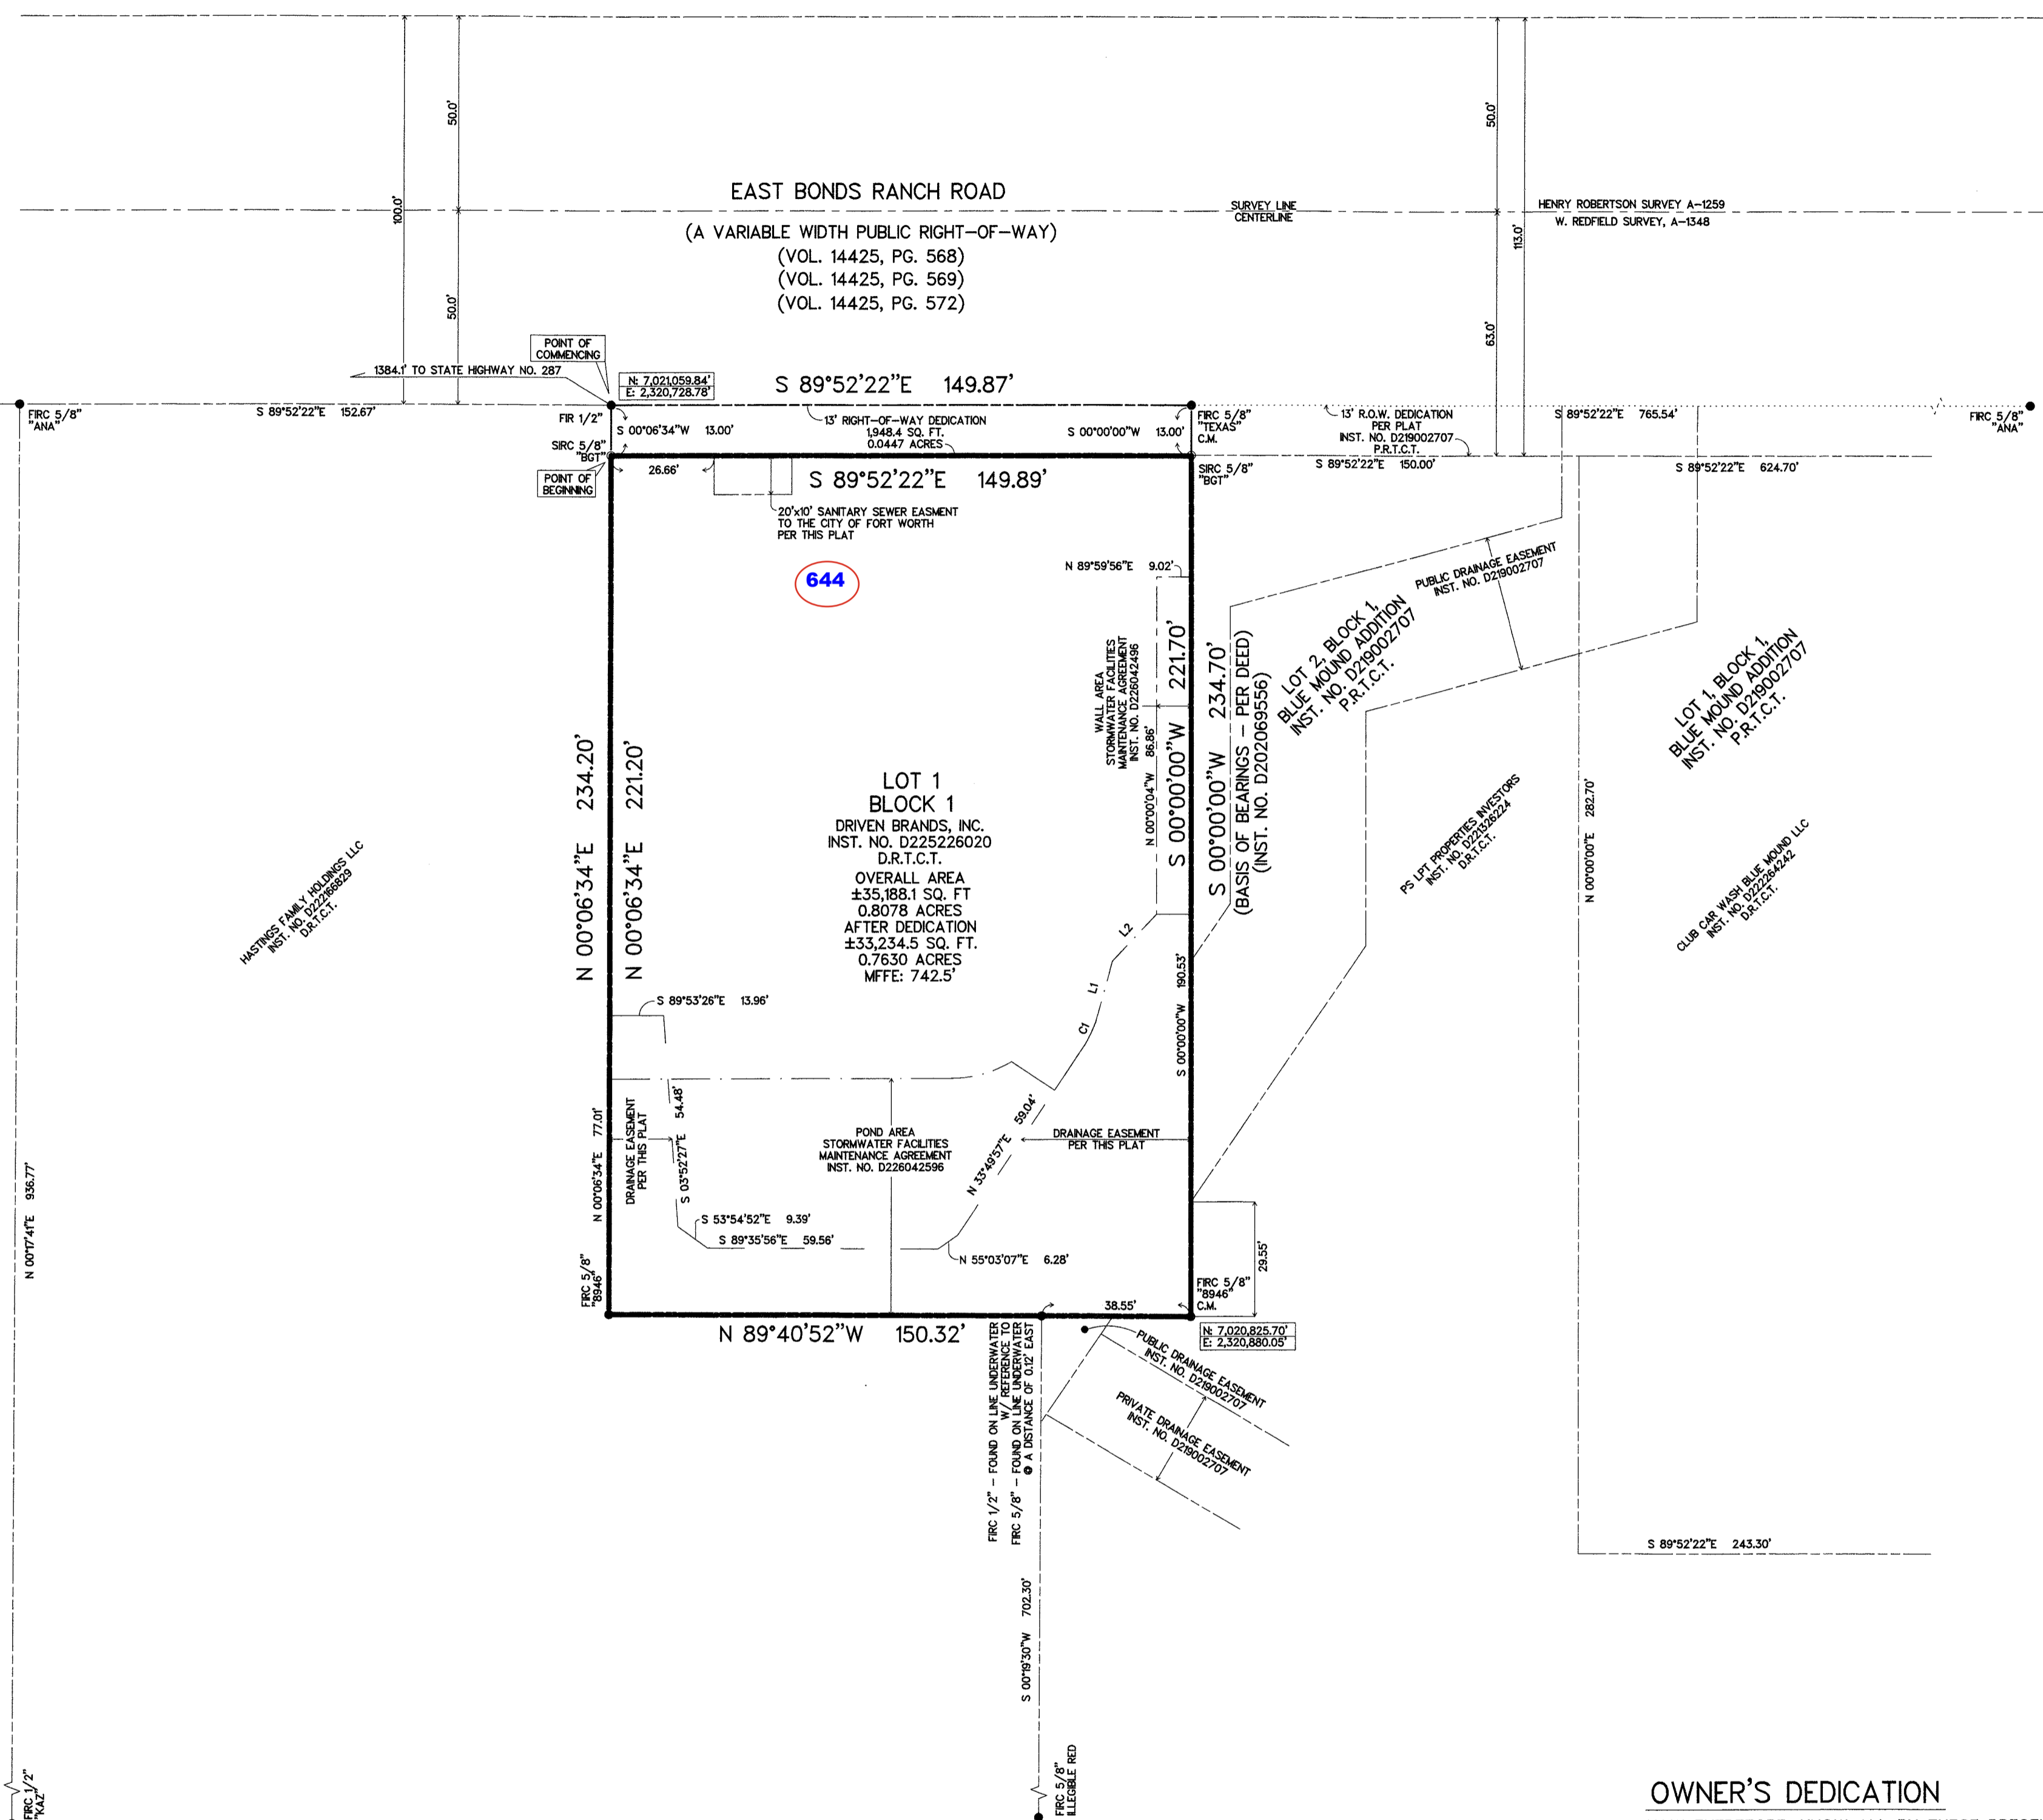 50.0'
100.0'
50.0'
EAST BONDS RANCH ROAD
(A VARIABLE WIDTH PUBLIC RIGHT-OF-WAY)
(VOL. 14425, PG. 568)
(VOL. 14425, PG. 569)
(VOL. 14425, PG. 572)
SURVEY LINE
CENTERLINE
50.0'
113.0'
63.0'
HENRY ROBERTSON SURVEY A-1259
W. REDFIELD SURVEY, A-1348
POINT OF
COMMENCING
1384.1' TO STATE HIGHWAY NO. 287
N: 7,021,059.84'
E: 2,320,728.78'
S 89°52'22"E 149.87'
FIRC 5/8"
"ANA"
S 89°52'22"E 152.67'
FIR 1/2"
S 00°06'34"W 13.00'
13' RIGHT-OF-WAY DEDICATION
1,948.4 SQ. FT.
0.0447 ACRES
S 00°00'00"W 13.00'
FIRC 5/8"
"TEXAS"
C.M.
13' R.O.W. DEDICATION
PER PLAT
INST. NO. D219002707
P.R.T.C.T.
S 89°52'22"E 765.54'
FIRC 5/8"
"ANA"
SIRC 5/8"
"BGT"
POINT OF
BEGINNING
26.66'
S 89°52'22"E 149.89'
SIRC 5/8"
"BGT"
S 89°52'22"E 150.00'
S 89°52'22"E 624.70'
20'x10' SANITARY SEWER EASMENT
TO THE CITY OF FORT WORTH
PER THIS PLAT
644
N 89°59'56"E 9.02'
WALL AREA
STORMWATER FACILITIES
MAINTENANCE AGREEMENT
INST. NO. D226042496
N 00°00'04"W 86.86'
S 00°00'00"W 221.70'
S 00°00'00"W 234.70'
(BASIS OF BEARINGS - PER DEED)
(INST. NO. D202069556)
PUBLIC DRAINAGE EASEMENT
INST. NO. D219002707
LOT 2, BLOCK 1,
BLUE MOUND ADDITION
INST. NO. D219002707
P.R.T.C.T.
LOT 1, BLOCK 1,
BLUE MOUND ADDITION
INST. NO. D219002707
P.R.T.C.T.
N 00°06'34"E 234.20'
N 00°06'34"E 221.20'
LOT 1
BLOCK 1
DRIVEN BRANDS, INC.
INST. NO. D225226020
D.R.T.C.T.
OVERALL AREA
±35,188.1 SQ. FT
0.8078 ACRES
AFTER DEDICATION
±33,234.5 SQ. FT.
0.7630 ACRES
MFFE: 742.5'
HASTINGS FAMILY HOLDINGS LLC
INST. NO. D222166829
D.R.T.C.T.
PS LPT PROPERTIES INVESTORS
INST. NO. D221326224
D.R.T.C.T.
N 00°00'00"E 282.70'
CLUB CAR WASH BLUE MOUND LLC
INST. NO. D222264242
D.R.T.C.T.
L2
L1
C1
S 00°00'00"W 190.53'
S 89°53'26"E 13.96'
N 00°06'34"E 77.01'
DRAINAGE EASEMENT
PER THIS PLAT
S 03°52'27"E 54.48'
POND AREA
STORMWATER FACILITIES
MAINTENANCE AGREEMENT
INST. NO. D226042596
N 33°49'57"E 59.04'
DRAINAGE EASEMENT
PER THIS PLAT
S 53°54'52"E 9.39'
S 89°35'56"E 59.56'
N 55°03'07"E 6.28'
29.55'
N 00°17'41"E 936.77'
FIRC 5/8"
"8946"
FIRC 5/8"
"8946"
C.M.
38.55'
N 89°40'52"W 150.32'
N: 7,020,825.70'
E: 2,320,880.05'
FIRC 1/2" - FOUND ON LINE UNDERWATER
W/ REFERENCE TO
FIRC 5/8" - FOUND ON LINE UNDERWATER
@ A DISTANCE OF 0.12' EAST
PUBLIC DRAINAGE EASEMENT
INST. NO. D219002707
PRIVATE DRAINAGE EASEMENT
INST. NO. D219002707
S 89°52'22"E 243.30'
S 00°19'30"W 702.30'
FIRC 1/2"
"KAZ"
FIRC 5/8"
ILLEGIBLE RED
OWNER'S DEDICATION